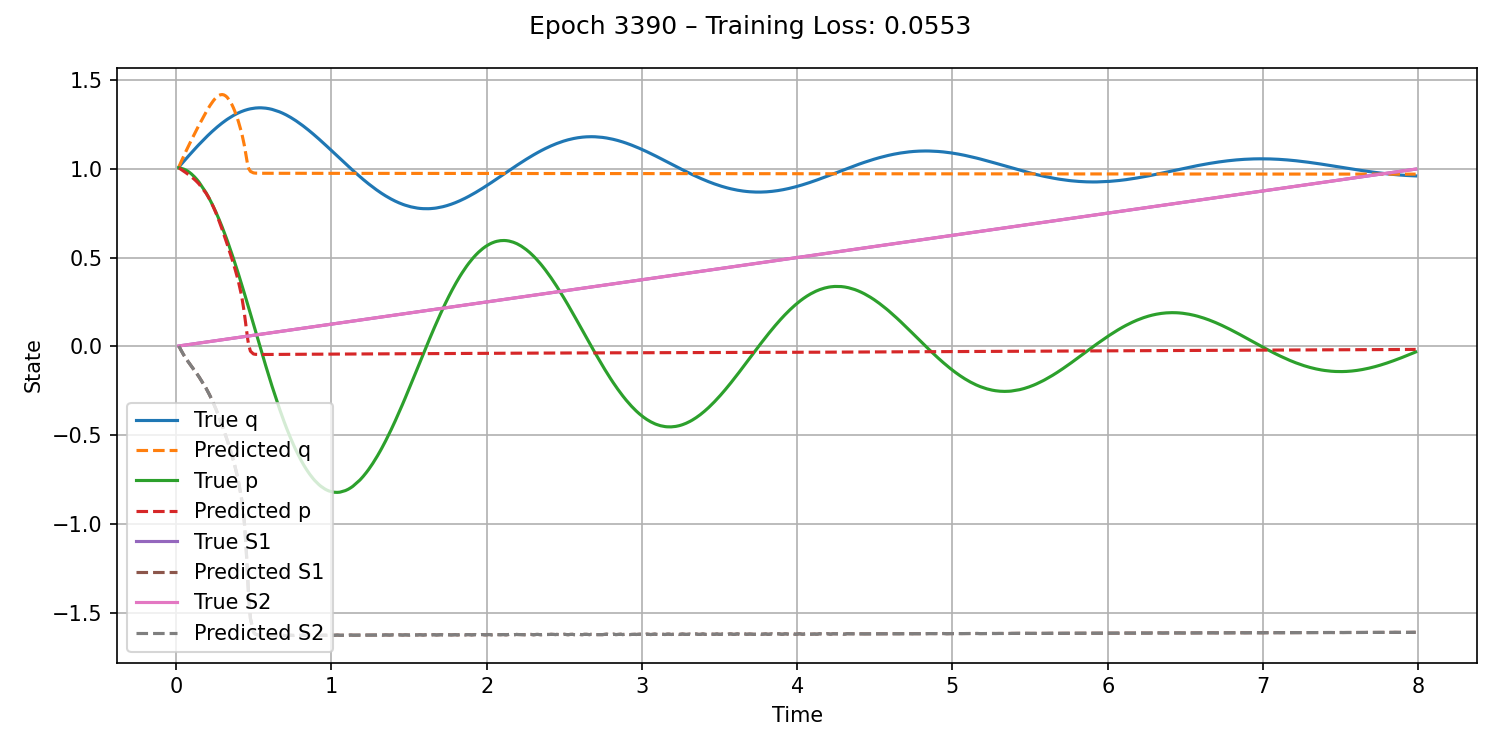 Epoch 3390 – Training Loss: 0.0553
1.5
1.0
0.5
0.0
−0.5
−1.0
−1.5
State
True q
Predicted q
True p
Predicted p
True S1
Predicted S1
True S2
Predicted S2
0 1 2 3 4 5 6 7 8
Time